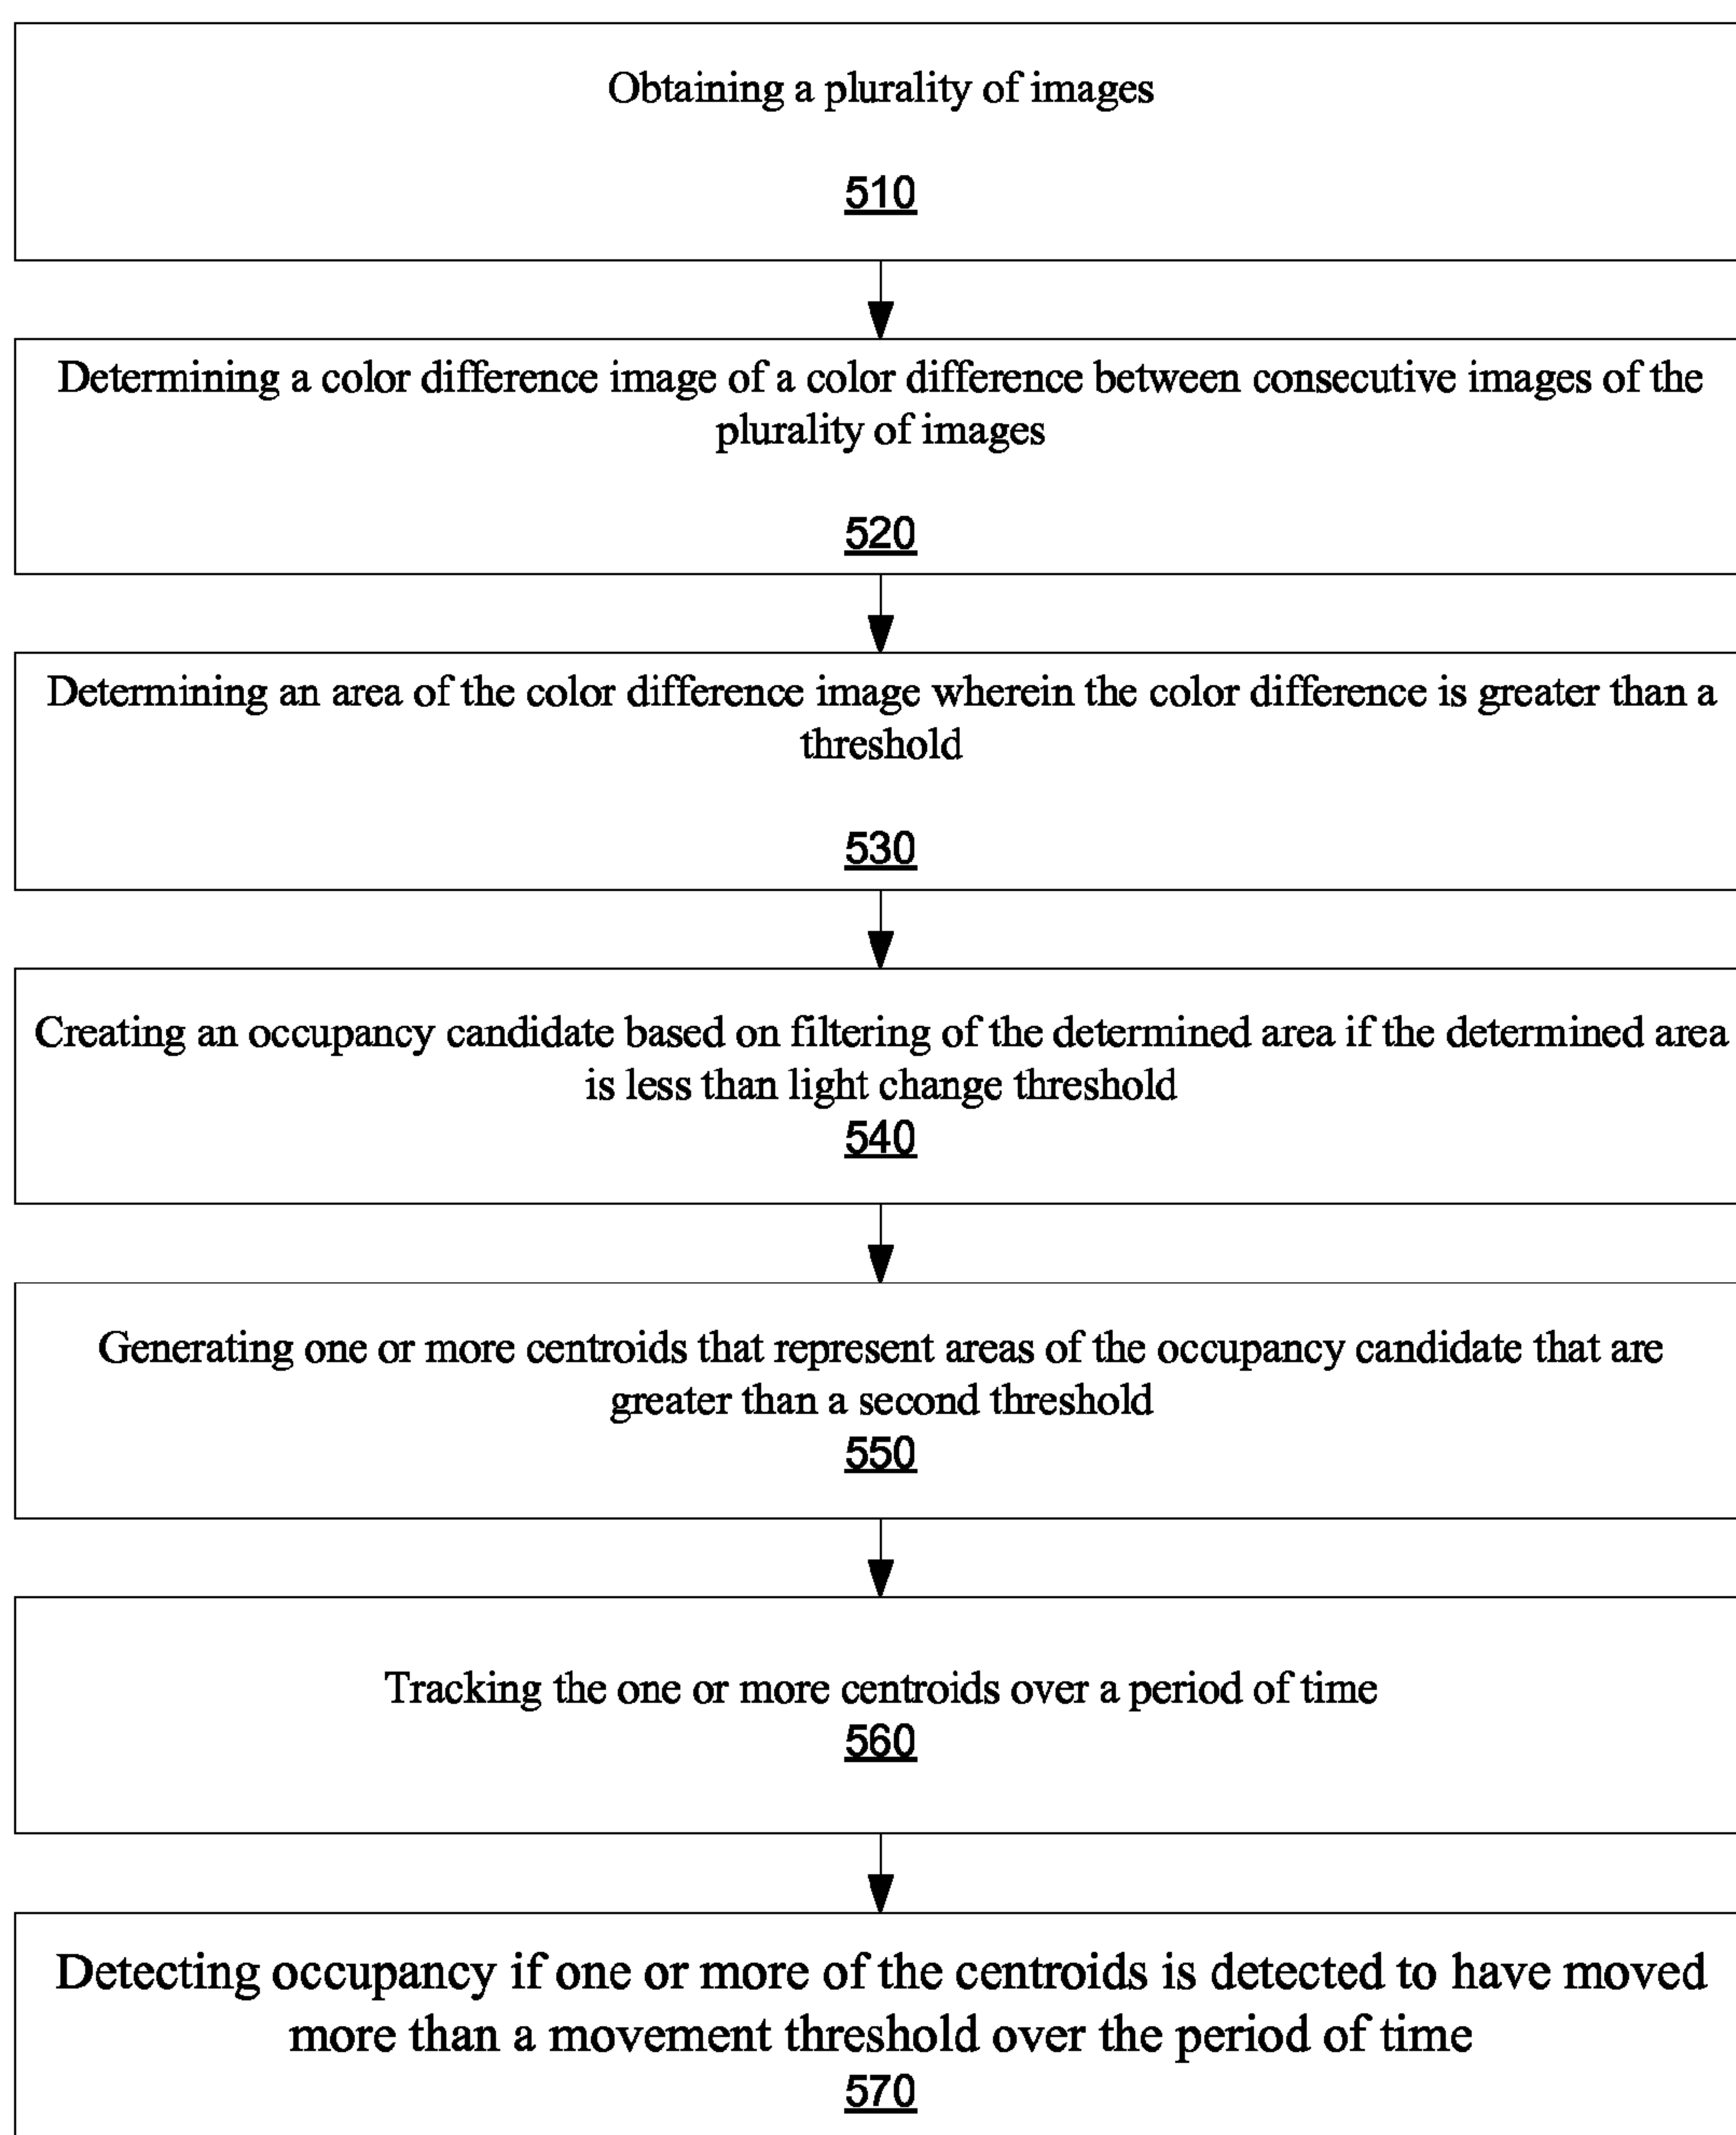 Obtaining a plurality of images
510
Determining a color difference image of a color difference between consecutive images of the
plurality of images
520
Determining an area of the color difference image wherein the color difference is greater than a
threshold
530
Creating an occupancy candidate based on filtering of the determined area if the determined area
is less than light change threshold
540
Generating one or more centroids that represent areas of the occupancy candidate that are
greater than a second threshold
550
Tracking the one or more centroids over a period of time
560
Detecting occupancy if one or more of the centroids is detected to have moved
more than a movement threshold over the period of time
570